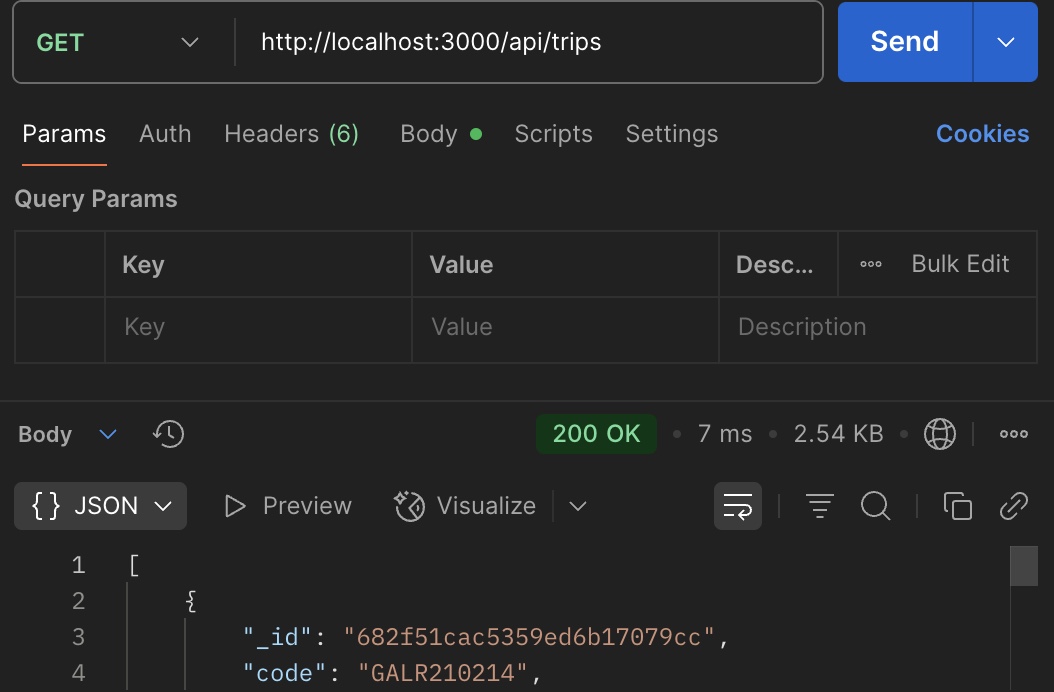 GET http://localhost:3000/api/trips Send
Params Auth Headers (6) Body Scripts Settings Cookies
Query Params
Key Value Desc... Bulk Edit
Key Value Description
Body 200 OK • 7 ms • 2.54 KB •
{ } JSON Preview Visualize
1 [
2 {
3 "_id": "682f51cac5359ed6b17079cc",
4 "code": "GALR210214",